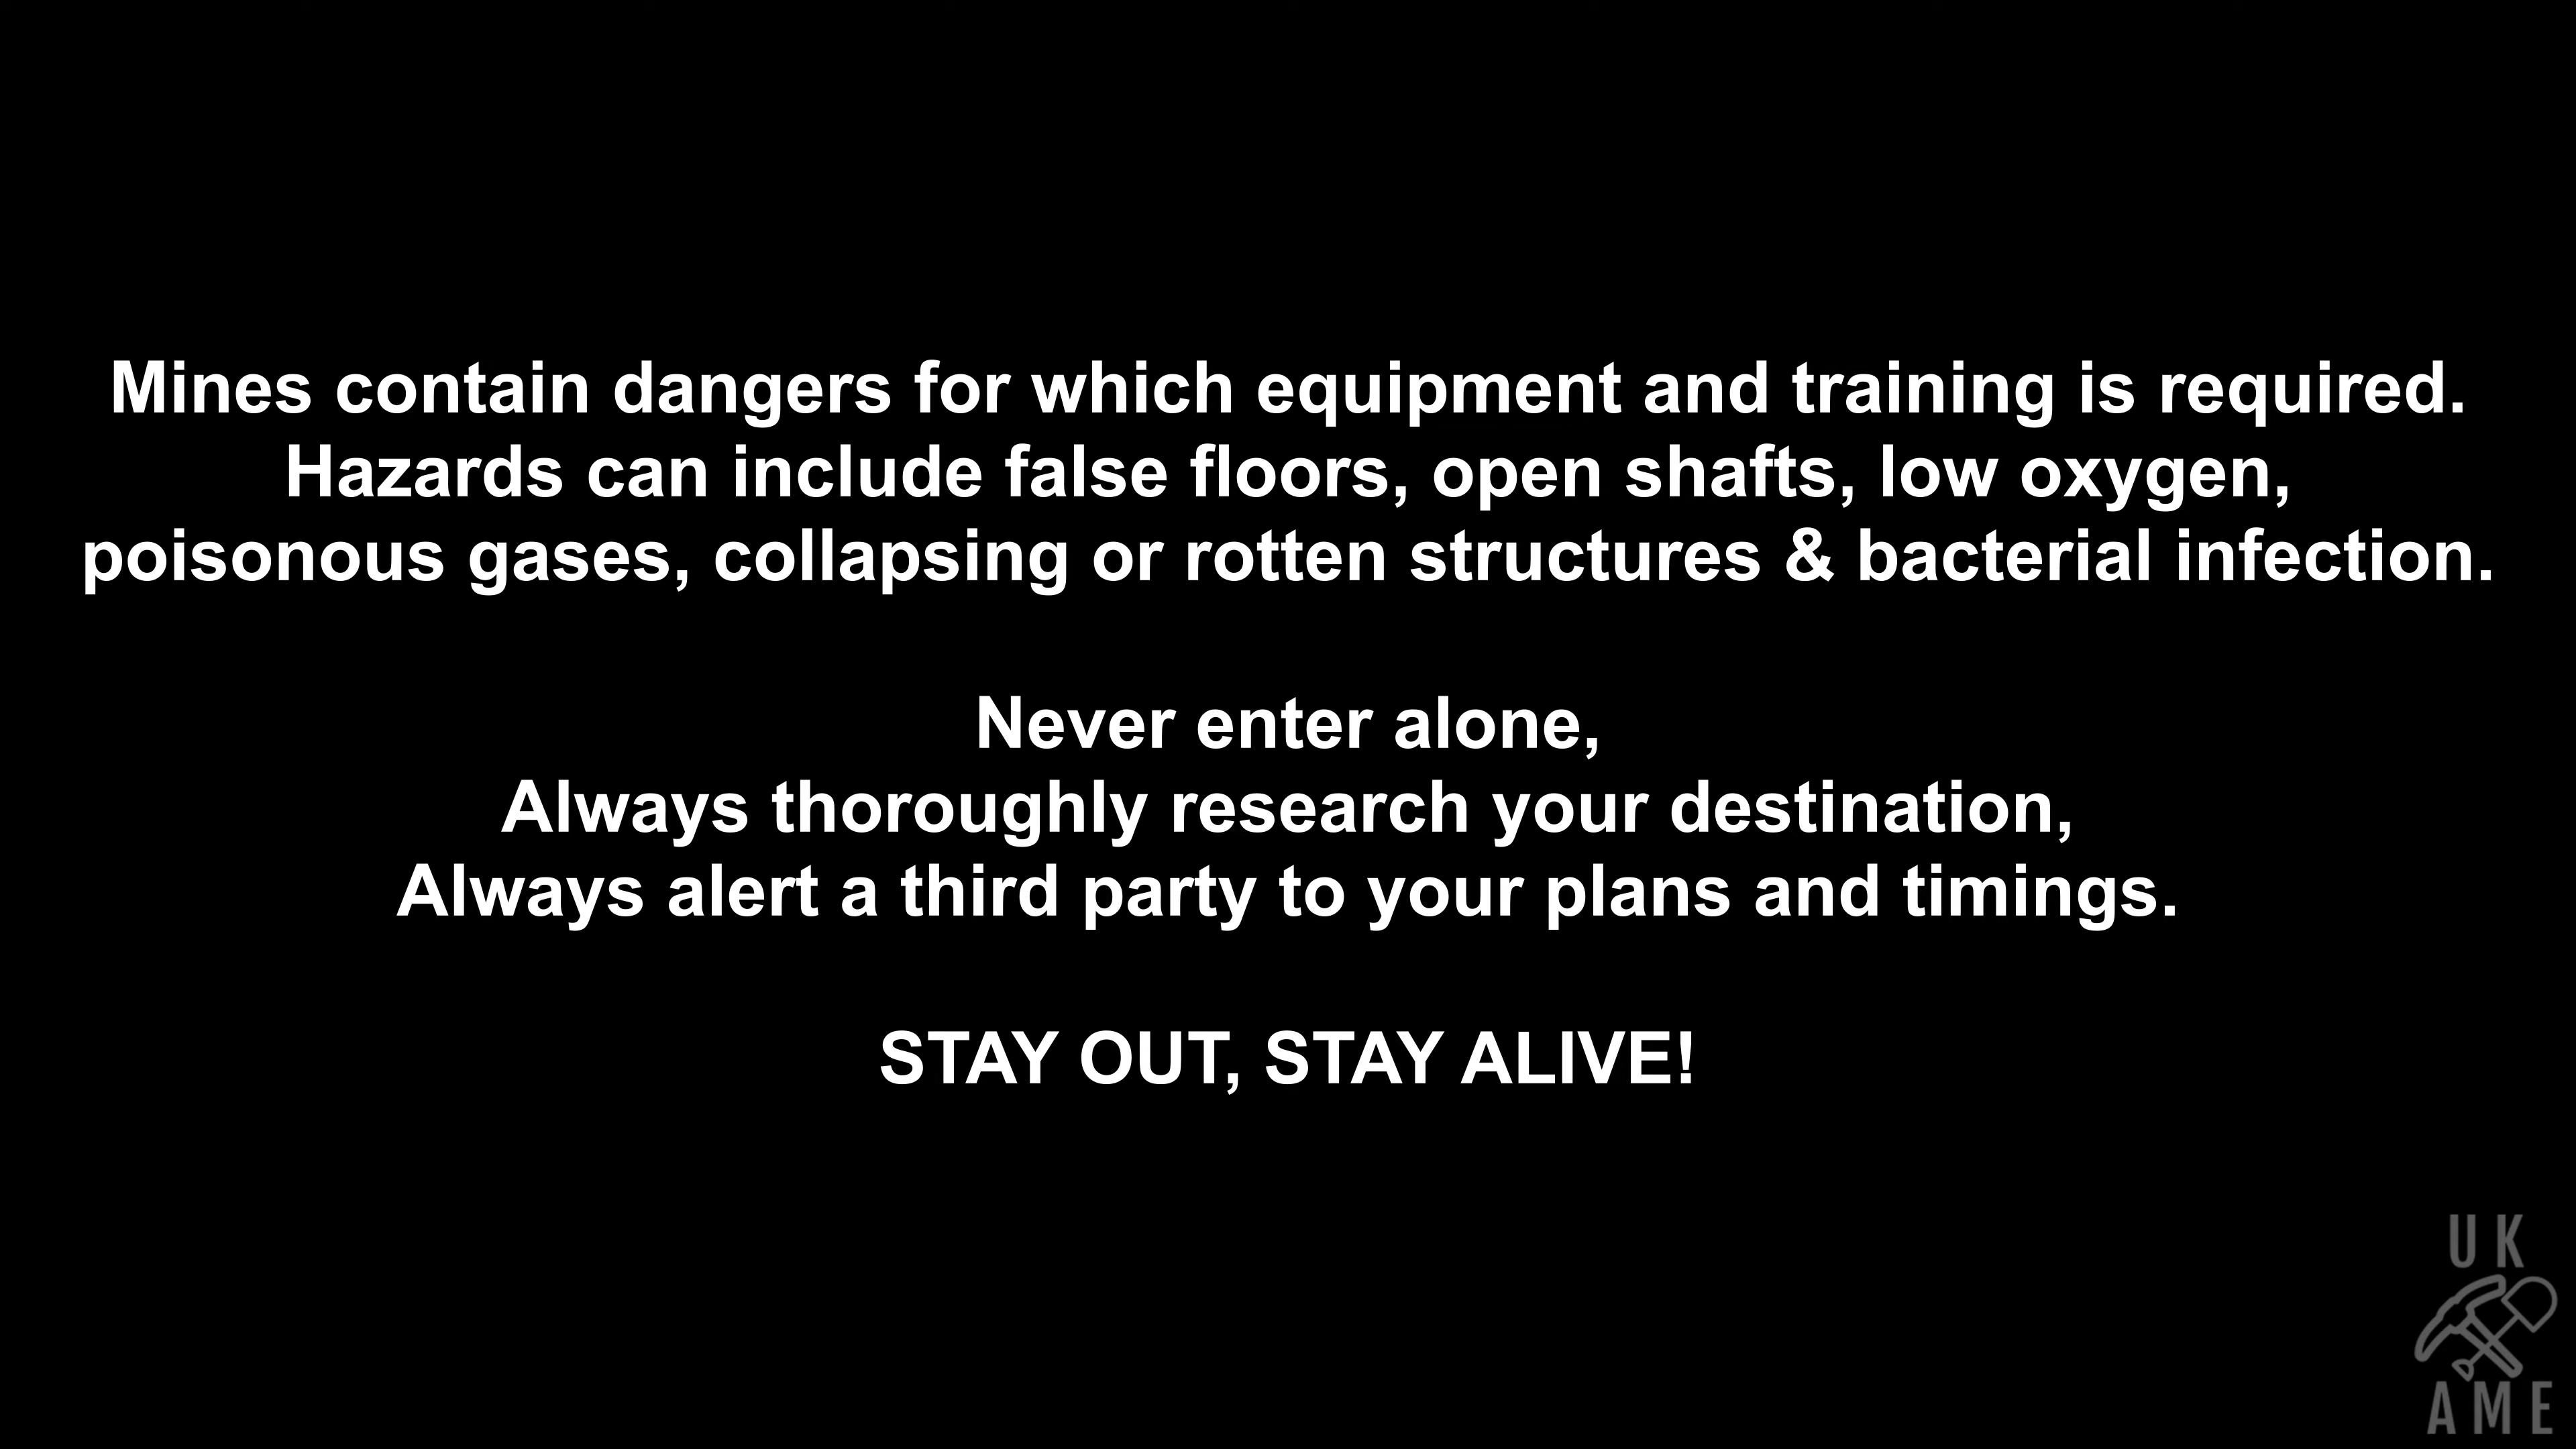 Mines contain dangers for which equipment and training is required.
Hazards can include false floors, open shafts, low oxygen,
poisonous gases, collapsing or rotten structures & bacterial infection.
Never enter alone,
Always thoroughly research your destination,
Always alert a third party to your plans and timings.
STAY OUT, STAY ALIVE!
UK
AME